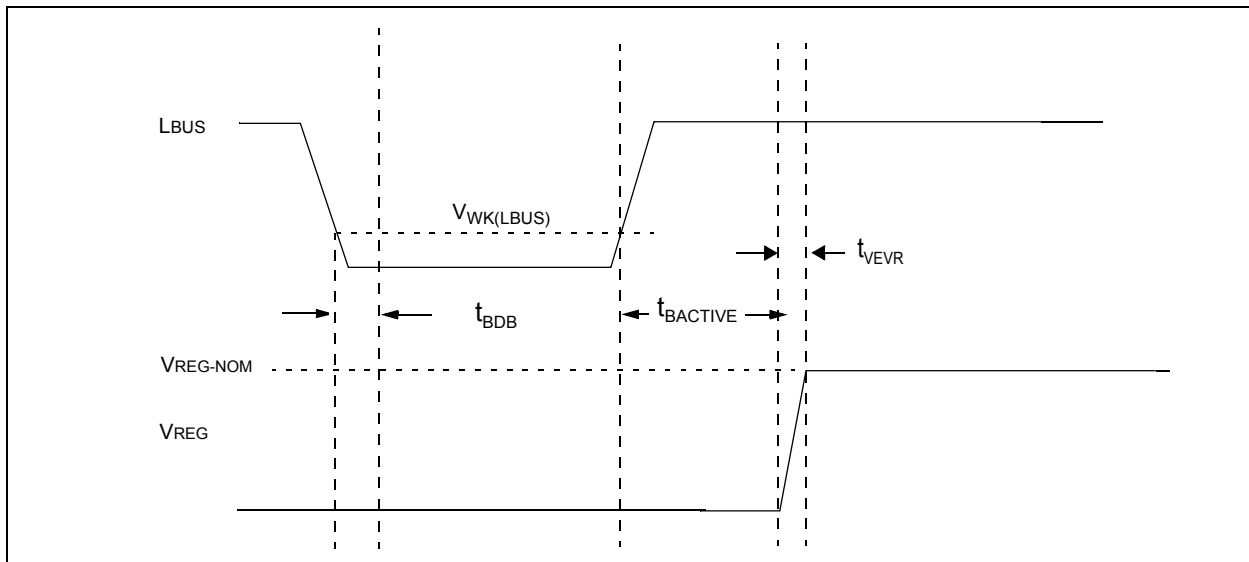 LBUS
VWK(LBUS)
tVEVR
tBDB
tBACTIVE
VREG-NOM
VREG